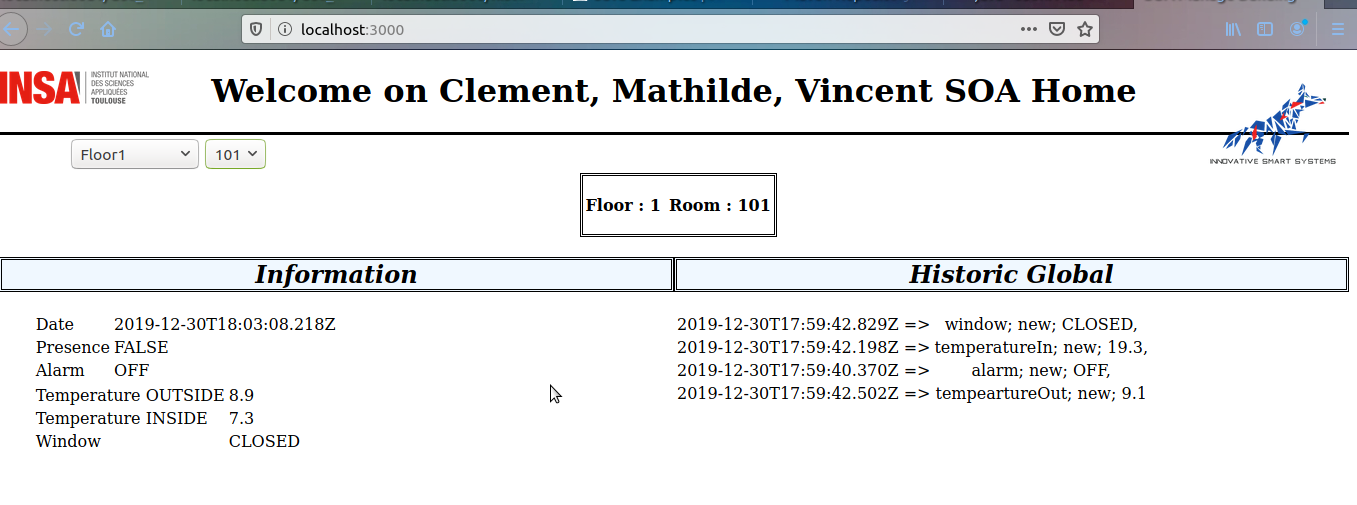 localhost:3000
INSA INSTITUT NATIONAL
DES SCIENCES
APPLIQUÉES
TOULOUSE
Welcome on Clement, Mathilde, Vincent SOA Home
INNOVATIVE SMART SYSTEMS
Floor1 101
Floor : 1 Room : 101
Information
Historic Global
Date 2019-12-30T18:03:08.218Z
Presence FALSE
Alarm OFF
Temperature OUTSIDE 8.9
Temperature INSIDE 7.3
Window CLOSED
2019-12-30T17:59:42.829Z => window; new; CLOSED,
2019-12-30T17:59:42.198Z => temperatureIn; new; 19.3,
2019-12-30T17:59:40.370Z => alarm; new; OFF,
2019-12-30T17:59:42.502Z => tempeartureOut; new; 9.1